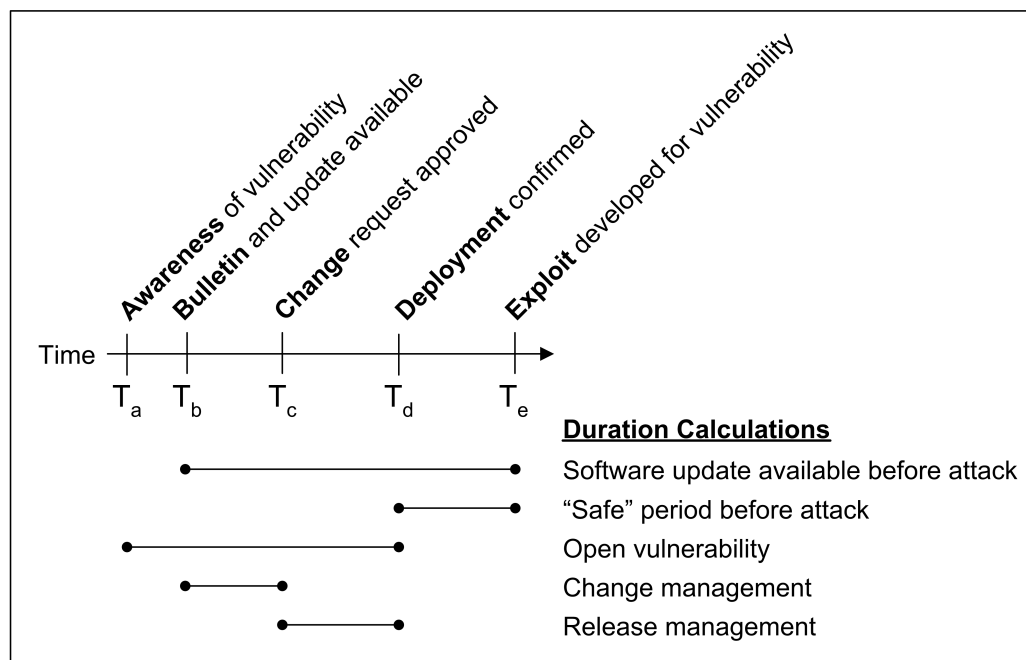 Awareness of vulnerability
Bulletin and update available
Change request approved
Deployment confirmed
Exploit developed for vulnerability
Time
Ta
Tb
Tc
Td
Te
Duration Calculations
Software update available before attack
“Safe” period before attack
Open vulnerability
Change management
Release management